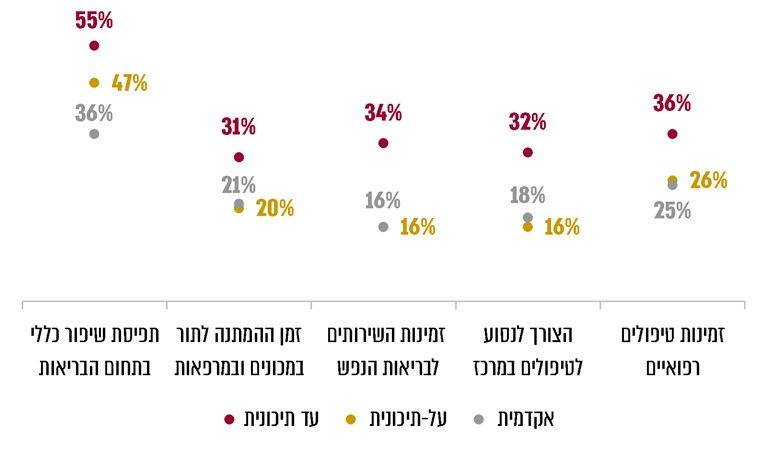 55%
47%
36%
31%
21%
20%
34%
16%
16%
32%
18%
16%
36%
26%
25%
תפיסת שיפור כללי
בתחום הבריאות
זמן ההמתנה לתור
במכונים ובמרפאות
זמינות השירותים
לבריאות הנפש
הצורך לנסוע
לטיפולים במרכז
זמינות טיפולים
רפואיים
עד תיכונית
על-תיכונית
אקדמית